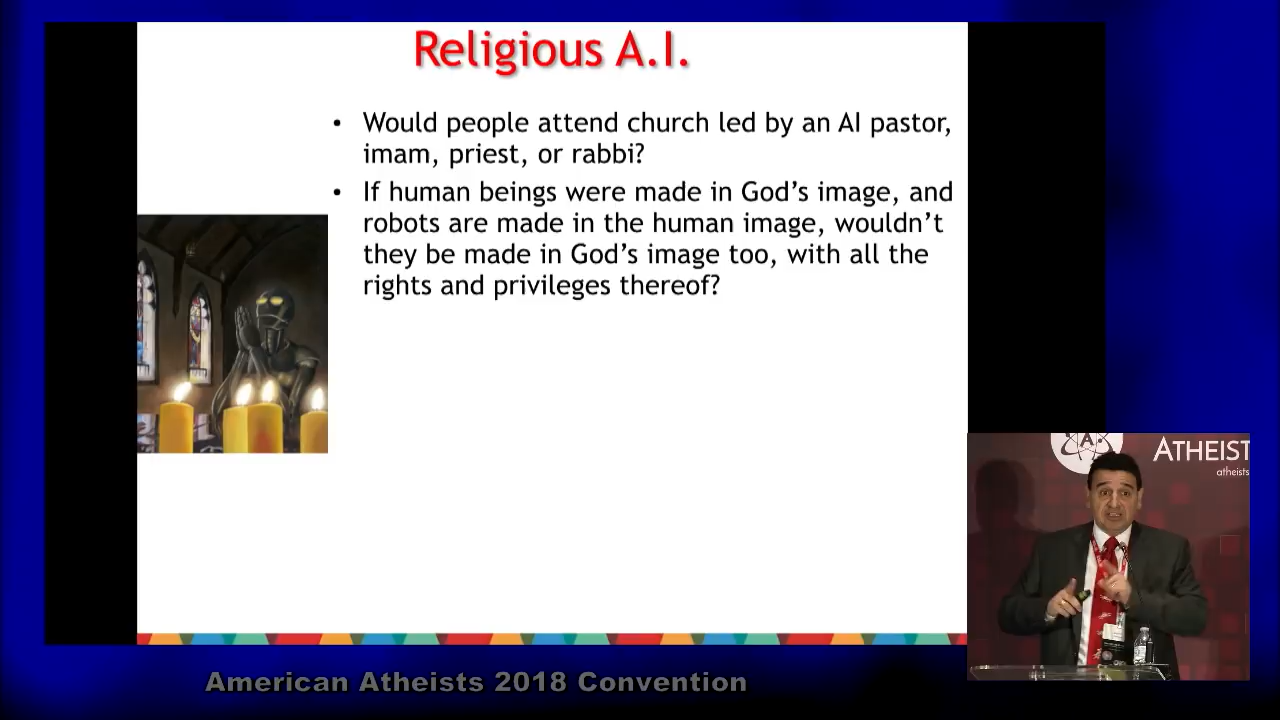 Religious A.I.
• Would people attend church led by an AI pastor,
imam, priest, or rabbi?
• If human beings were made in God’s image, and
robots are made in the human image, wouldn’t
they be made in God’s image too, with all the
rights and privileges thereof?
A
ATHEIST
atheists
American Atheists 2018 Convention